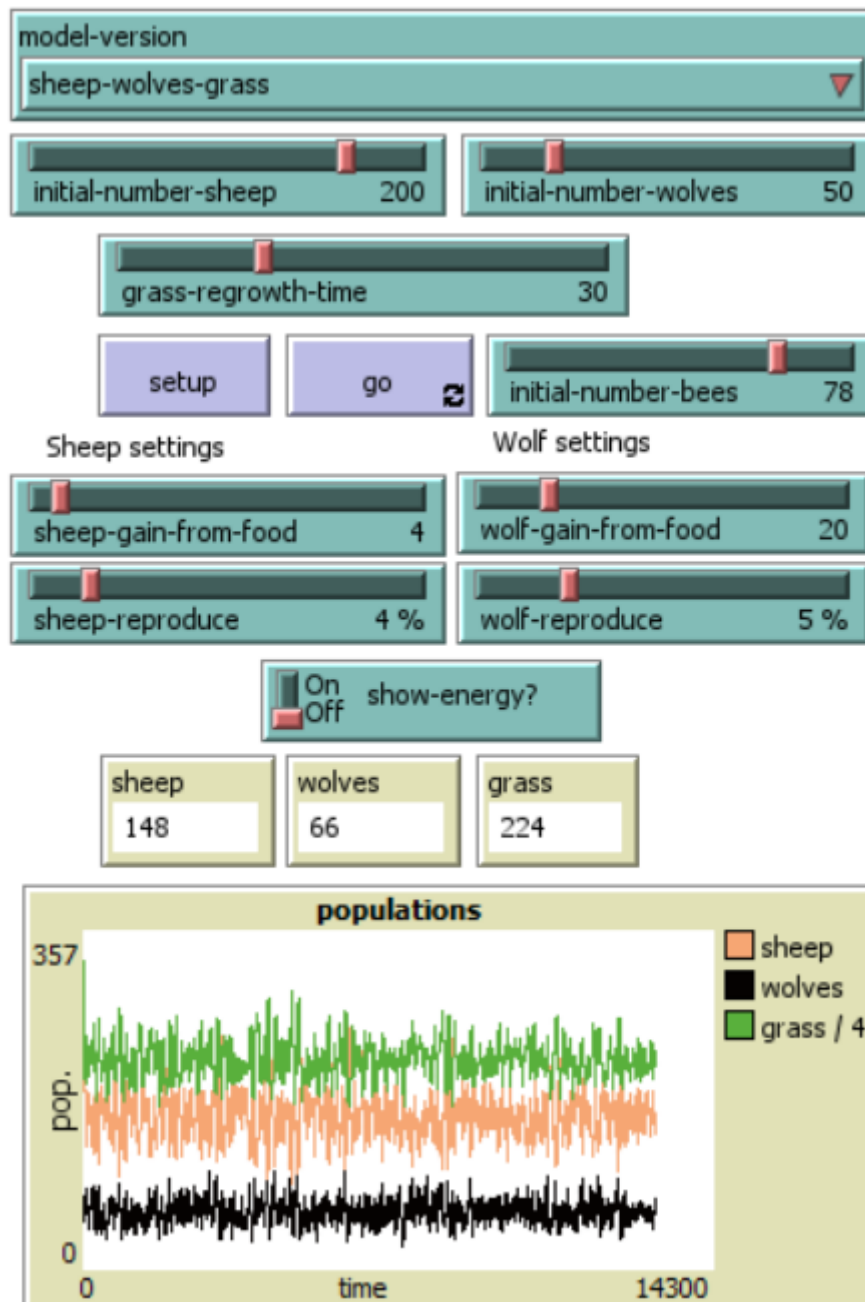 model-version
sheep-wolves-grass
initial-number-sheep 200
initial-number-wolves 50
grass-regrowth-time 30
setup
go
initial-number-bees 78
Sheep settings
Wolf settings
sheep-gain-from-food 4
wolf-gain-from-food 20
sheep-reproduce 4 %
wolf-reproduce 5 %
On
Off
show-energy?
sheep
148
wolves
66
grass
224
populations
357
pop.
0
0
time
14300
sheep
wolves
grass / 4